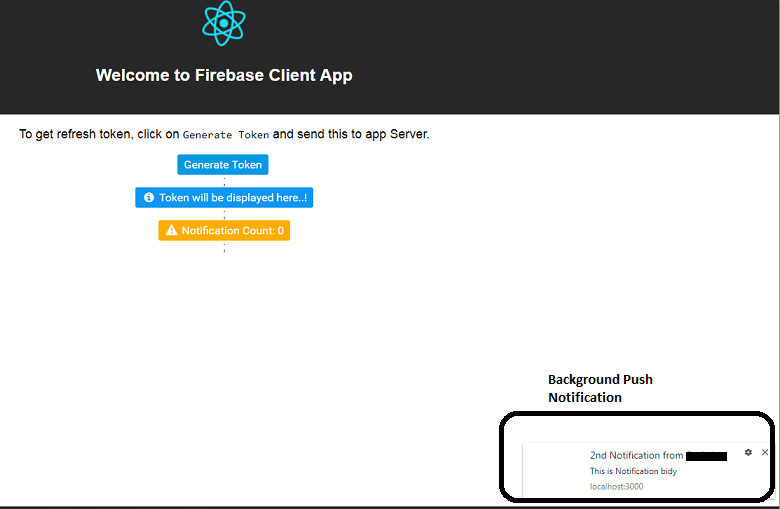 Welcome to Firebase Client App
To get refresh token, click on Generate Token and send this to app Server.
Generate Token
Token will be displayed here..!
Notification Count: 0
Background Push
Notification
2nd Notification from
This is Notification bidy
localhost:3000